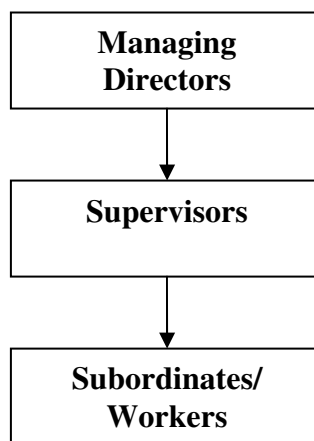 Managing
Directors
Supervisors
Subordinates/
Workers